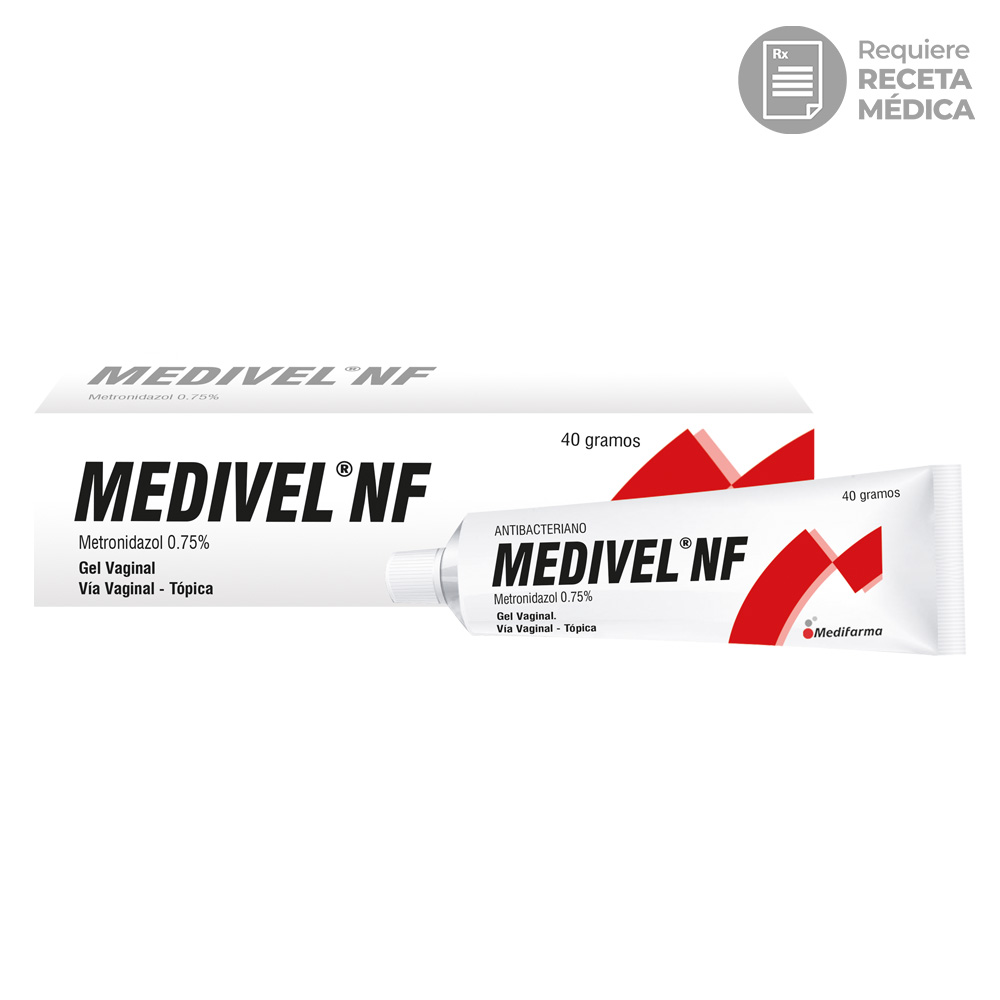 Rx
Requiere
RECETA
MÉDICA
MEDIVEL® NF
Metronidazol 0.75%
40 gramos
MEDIVEL® NF
Metronidazol 0.75%
Gel Vaginal
Vía Vaginal - Tópica
40 gramos
ANTIBACTERIANO
MEDIVEL® NF
Metronidazol 0.75%
Gel Vaginal.
Vía Vaginal - Tópica
Medifarma